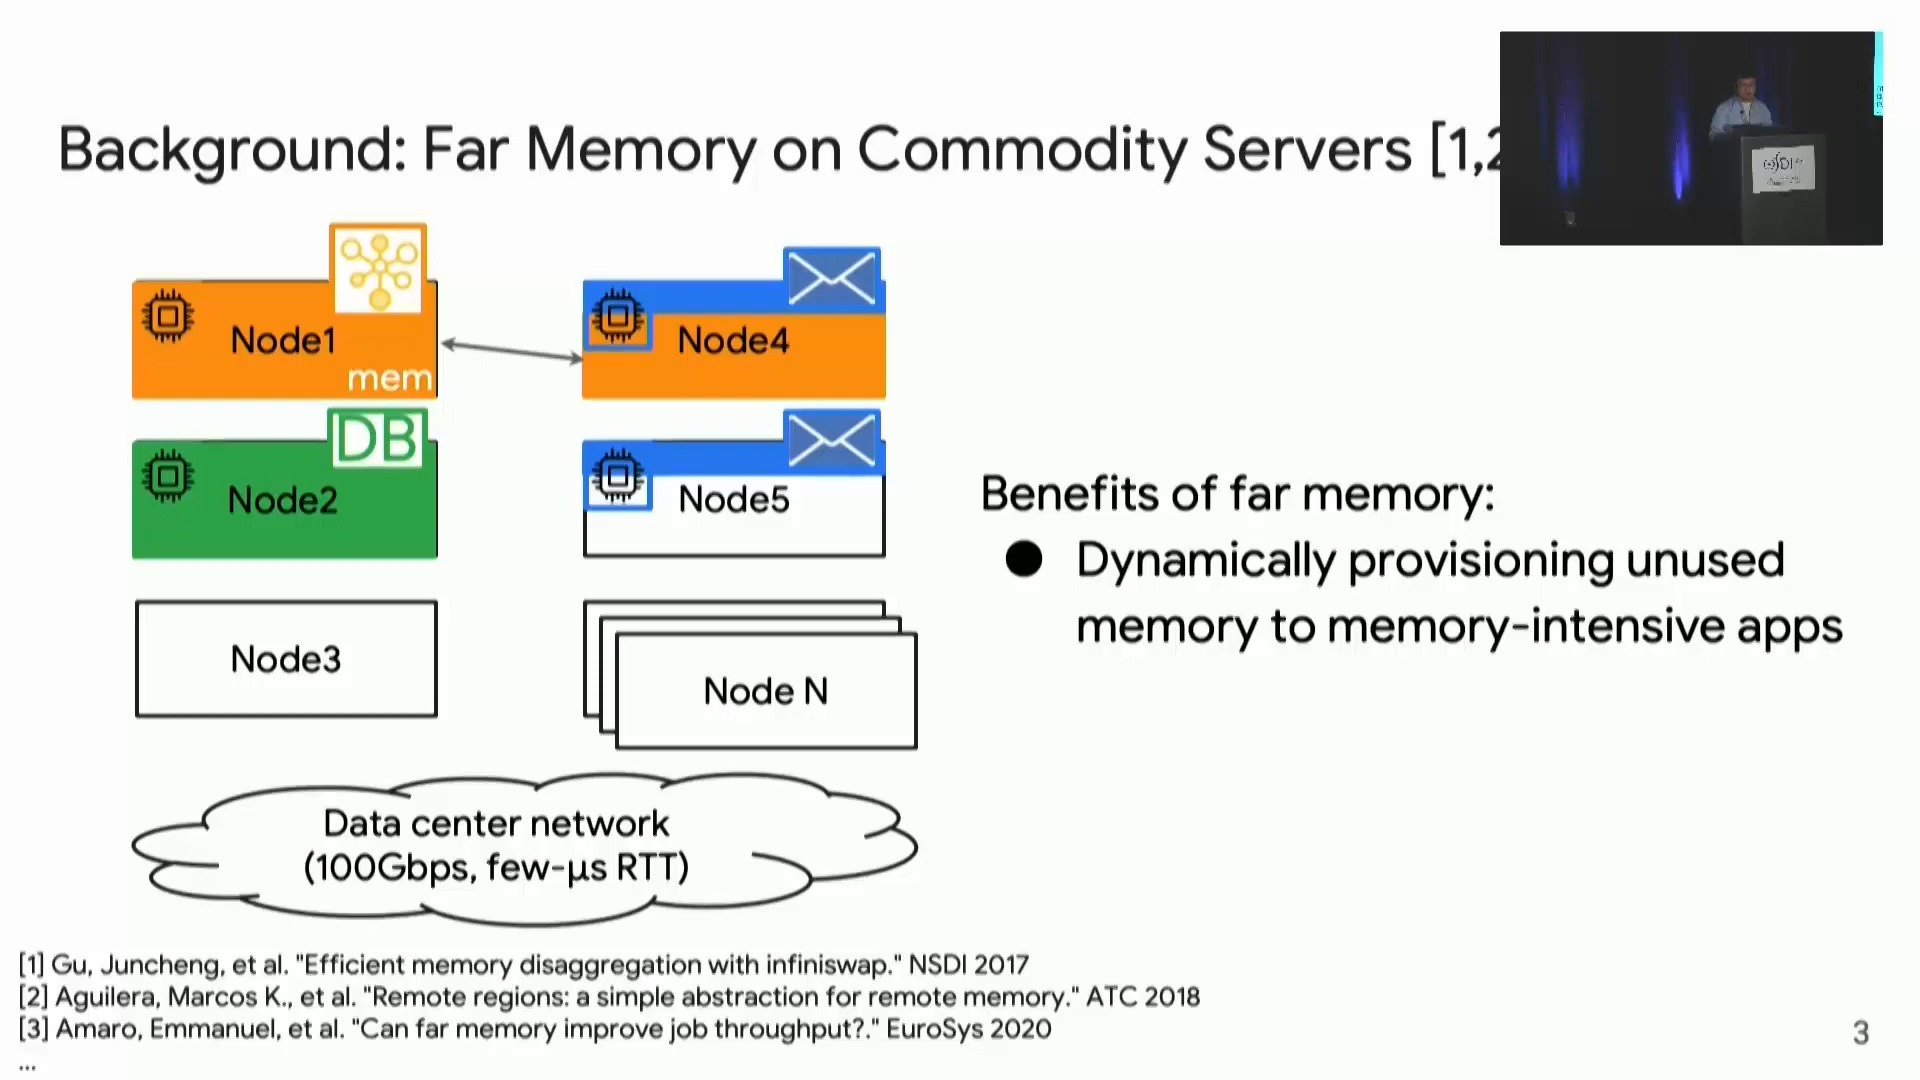 Background: Far Memory on Commodity Servers [1,2
Node1
mem
Node4
DB
Node2
Node5
Node3
Node N
Data center network
(100Gbps, few-μs RTT)
Benefits of far memory:
● Dynamically provisioning unused
memory to memory-intensive apps
[1] Gu, Juncheng, et al. "Efficient memory disaggregation with infiniswap." NSDI 2017
[2] Aguilera, Marcos K., et al. "Remote regions: a simple abstraction for remote memory." ATC 2018
[3] Amaro, Emmanuel, et al. "Can far memory improve job throughput?." EuroSys 2020
...
3